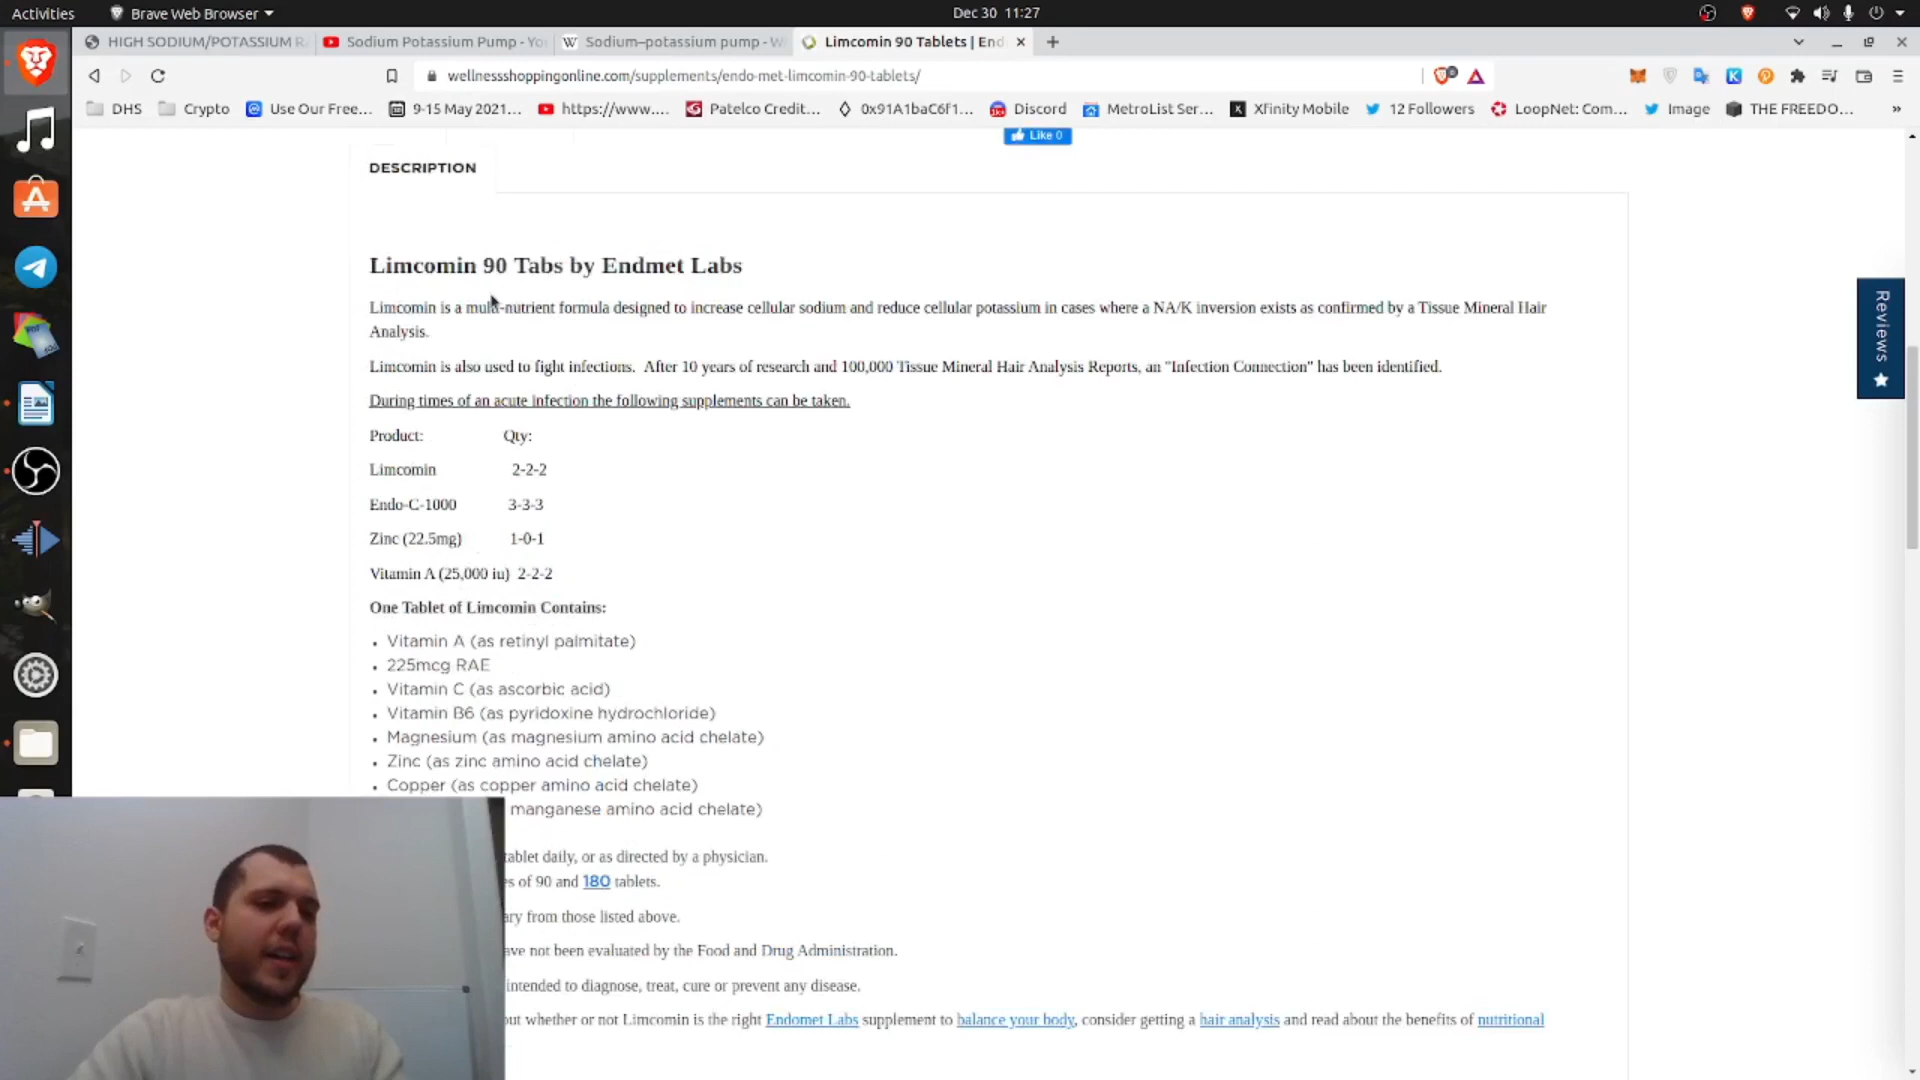 Activities
Brave Web Browser
Dec 30 11:27
HIGH SODIUM/POTASSIUM R
Sodium Potassium Pump - Yo
Sodium–potassium pump - W
Limcomin 90 Tablets | End
wellnessshoppingonline.com/supplements/endo-met-limcomin-90-tablets/
DHS
Crypto
Use Our Free...
9-15 May 2021...
https://www....
Patelco Credit...
0x91A1baC6f1...
Discord
MetroList Ser...
Xfinity Mobile
12 Followers
LoopNet: Com...
Image
THE FREEDO...
Like 0
DESCRIPTION
Limcomin 90 Tabs by Endmet Labs
Limcomin is a multi-nutrient formula designed to increase cellular sodium and reduce cellular potassium in cases where a NA/K inversion exists as confirmed by a Tissue Mineral Hair
Analysis.
Limcomin is also used to fight infections. After 10 years of research and 100,000 Tissue Mineral Hair Analysis Reports, an "Infection Connection" has been identified.
During times of an acute infection the following supplements can be taken.
Product: Qty:
Limcomin 2-2-2
Endo-C-1000 3-3-3
Zinc (22.5mg) 1-0-1
Vitamin A (25,000 iu) 2-2-2
One Tablet of Limcomin Contains:
• Vitamin A (as retinyl palmitate)
• 225mcg RAE
• Vitamin C (as ascorbic acid)
• Vitamin B6 (as pyridoxine hydrochloride)
• Magnesium (as magnesium amino acid chelate)
• Zinc (as zinc amino acid chelate)
• Copper (as copper amino acid chelate)
manganese amino acid chelate)
tablet daily, or as directed by a physician.
es of 90 and 180 tablets.
ary from those listed above.
ave not been evaluated by the Food and Drug Administration.
intended to diagnose, treat, cure or prevent any disease.
out whether or not Limcomin is the right Endomet Labs supplement to balance your body, consider getting a hair analysis and read about the benefits of nutritional
Reviews